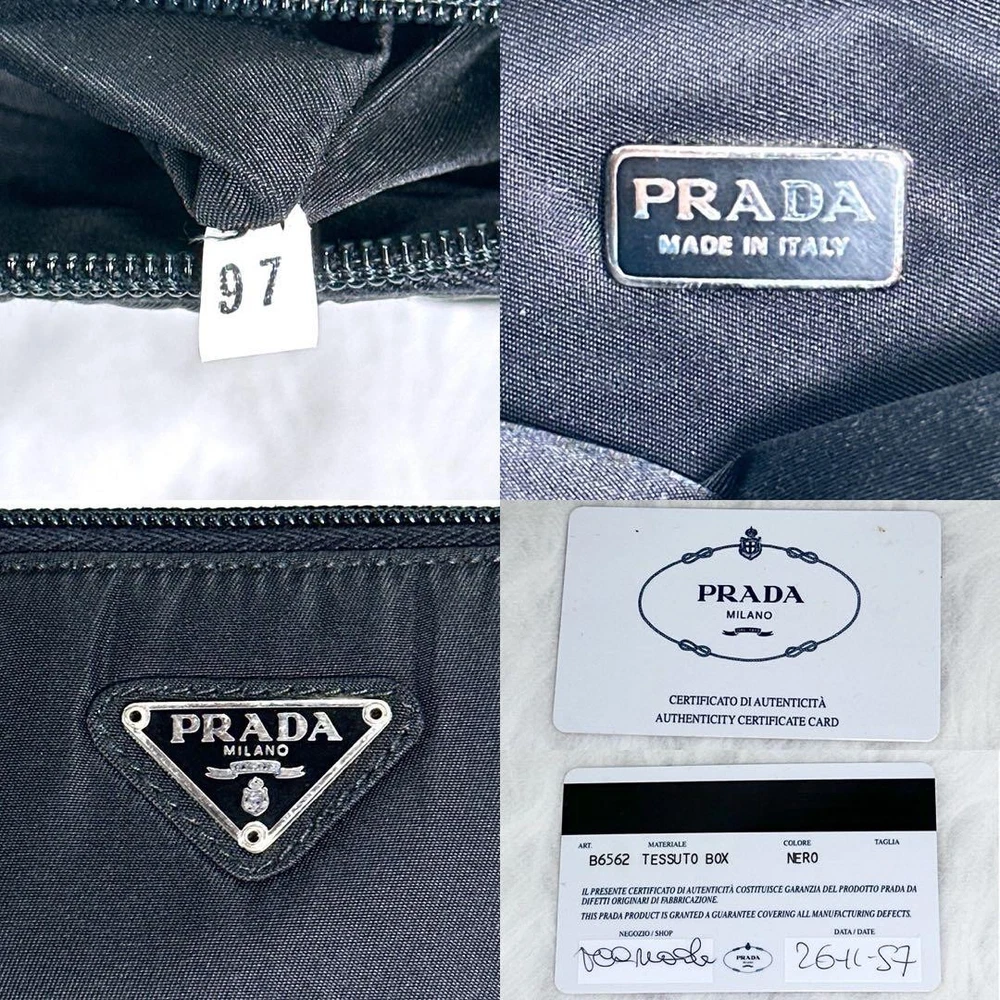 97
PRADA
MADE IN ITALY
PRADA
MILANO
PRADA
MILANO
CERTIFICATO DI AUTENTICITÀ
AUTHENTICITY CERTIFICATE CARD
ART. MATERIALE COLORE TAGLIA
B6562 TESSUTO BOX NERO
IL PRESENTE CERTIFICATO DI AUTENTICITÀ COSTITUISCE GARANZIA DEL PRODOTTO PRADA DA
DIFETTI ORIGINARI DI FABBRICAZIONE.
THIS PRADA PRODUCT IS GRANTED A GUARANTEE COVERING ALL MANUFACTURING DEFECTS.
NEGOZIO / SHOP DATA / DATE
PRADA 26-11-57